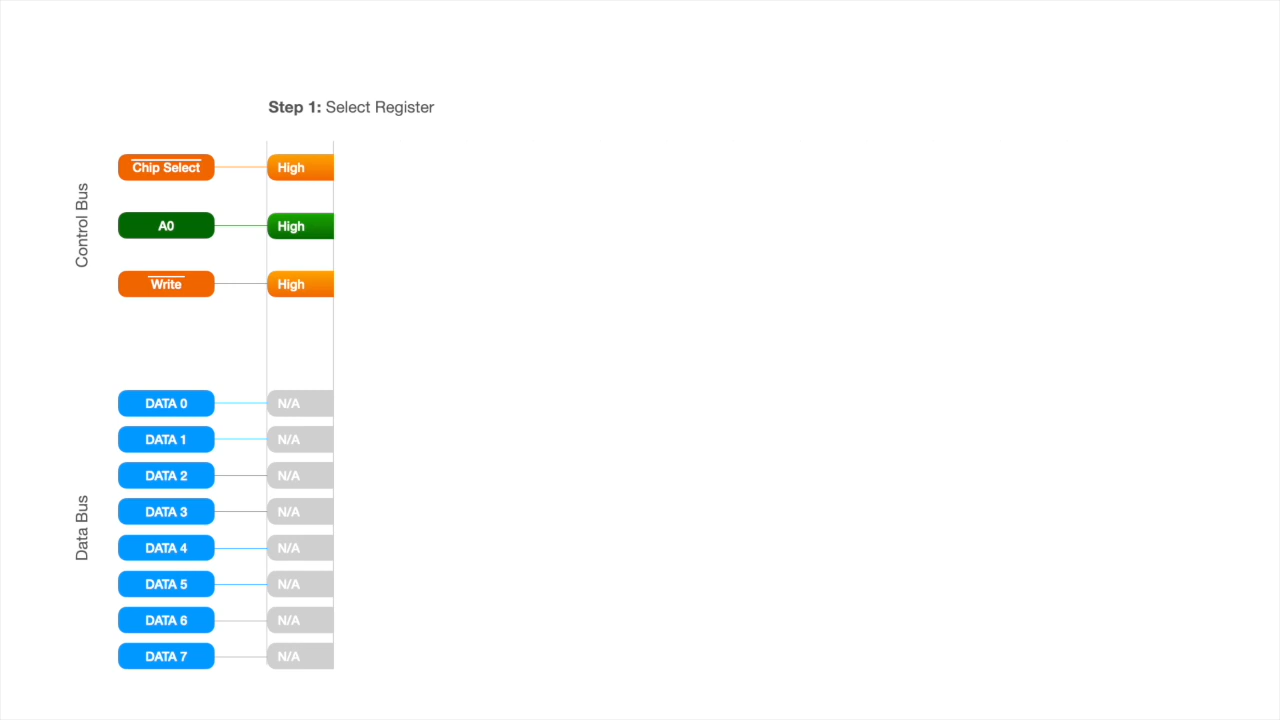 Step 1: Select Register
Control Bus
Chip Select High
A0 High
Write High
Data Bus
DATA 0 N/A
DATA 1 N/A
DATA 2 N/A
DATA 3 N/A
DATA 4 N/A
DATA 5 N/A
DATA 6 N/A
DATA 7 N/A